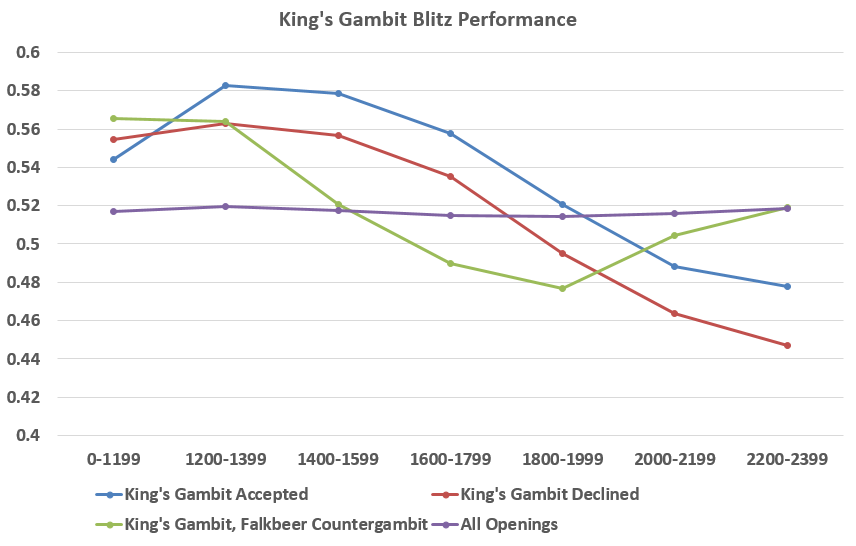 King's Gambit Blitz Performance
0.6
0.58
0.56
0.54
0.52
0.5
0.48
0.46
0.44
0.42
0.4
0-1199 1200-1399 1400-1599 1600-1799 1800-1999 2000-2199 2200-2399
King's Gambit Accepted King's Gambit Declined
King's Gambit, Falkbeer Countergambit All Openings